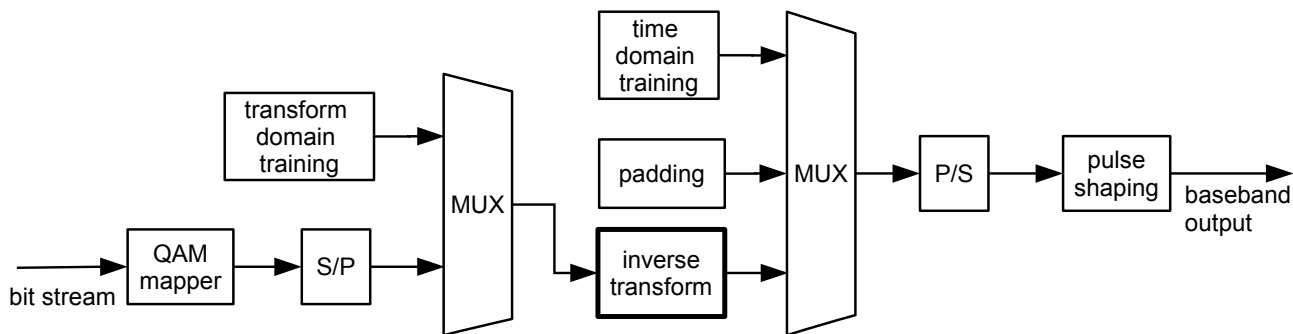 time
domain
training
transform
domain
training
padding
MUX
MUX
P/S
pulse
shaping
baseband
output
QAM
mapper
S/P
inverse
transform
bit stream